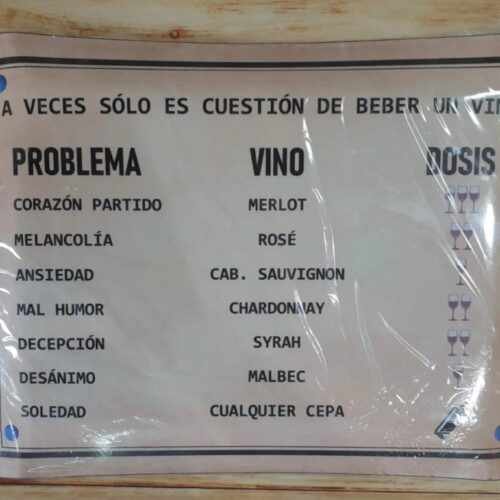 A VECES SÓLO ES CUESTIÓN DE BEBER UN
PROBLEMA VINO DOSIS
CORAZÓN PARTIDO MERLOT
MELANCOLÍA ROSÉ
ANSIEDAD CAB. SAUVIGNON
MAL HUMOR CHARDONNAY
DECEPCIÓN SYRAH
DESÁNIMO MALBEC
SOLEDAD CUALQUIER CEPA